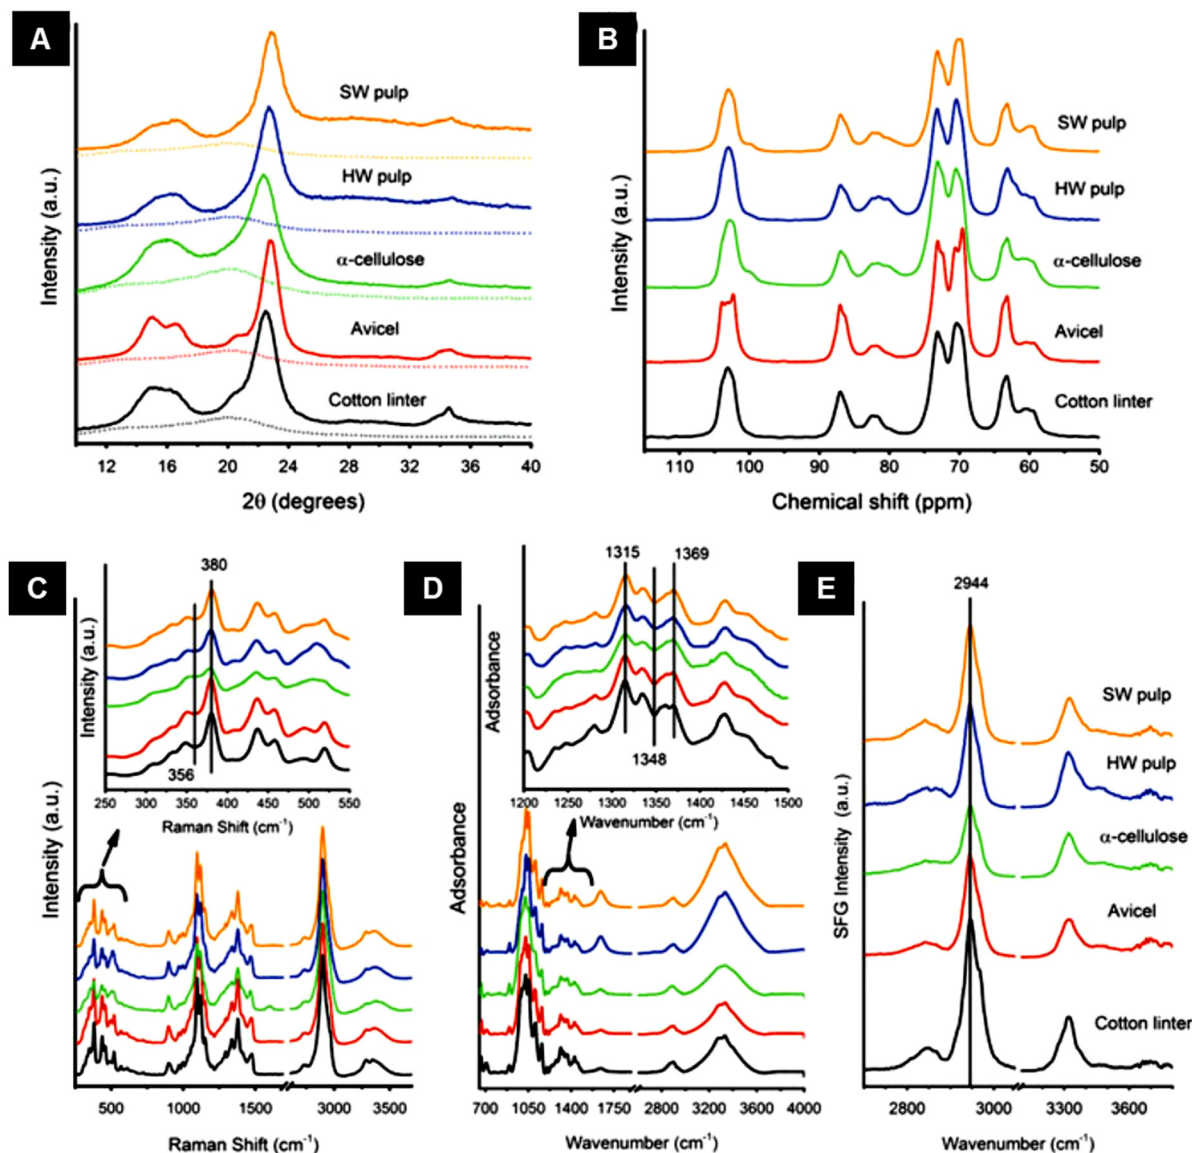 A
Intensity (a.u.)
SW pulp
HW pulp
α-cellulose
Avicel
Cotton linter
12 16 20 24 28 32 36 40
2θ (degrees)
B
Intensity (a.u.)
SW pulp
HW pulp
α-cellulose
Avicel
Cotton linter
110 100 90 80 70 60 50
Chemical shift (ppm)
C
380
Intensity (a.u.)
356
250 300 350 400 450 500 550
Raman Shift (cm⁻¹)
Intensity (a.u.)
500 1000 1500 3000 3500
Raman Shift (cm⁻¹)
D
1315 1369
Adsorbance
1348
1200 1250 1300 1350 1400 1450 1500
Wavenumber (cm⁻¹)
Adsorbance
700 1050 1400 1750 2800 3200 3600 4000
Wavenumber (cm⁻¹)
E
2944
SFG Intensity (a.u.)
SW pulp
HW pulp
α-cellulose
Avicel
Cotton linter
2800 3000 3300 3600
Wavenumber (cm⁻¹)